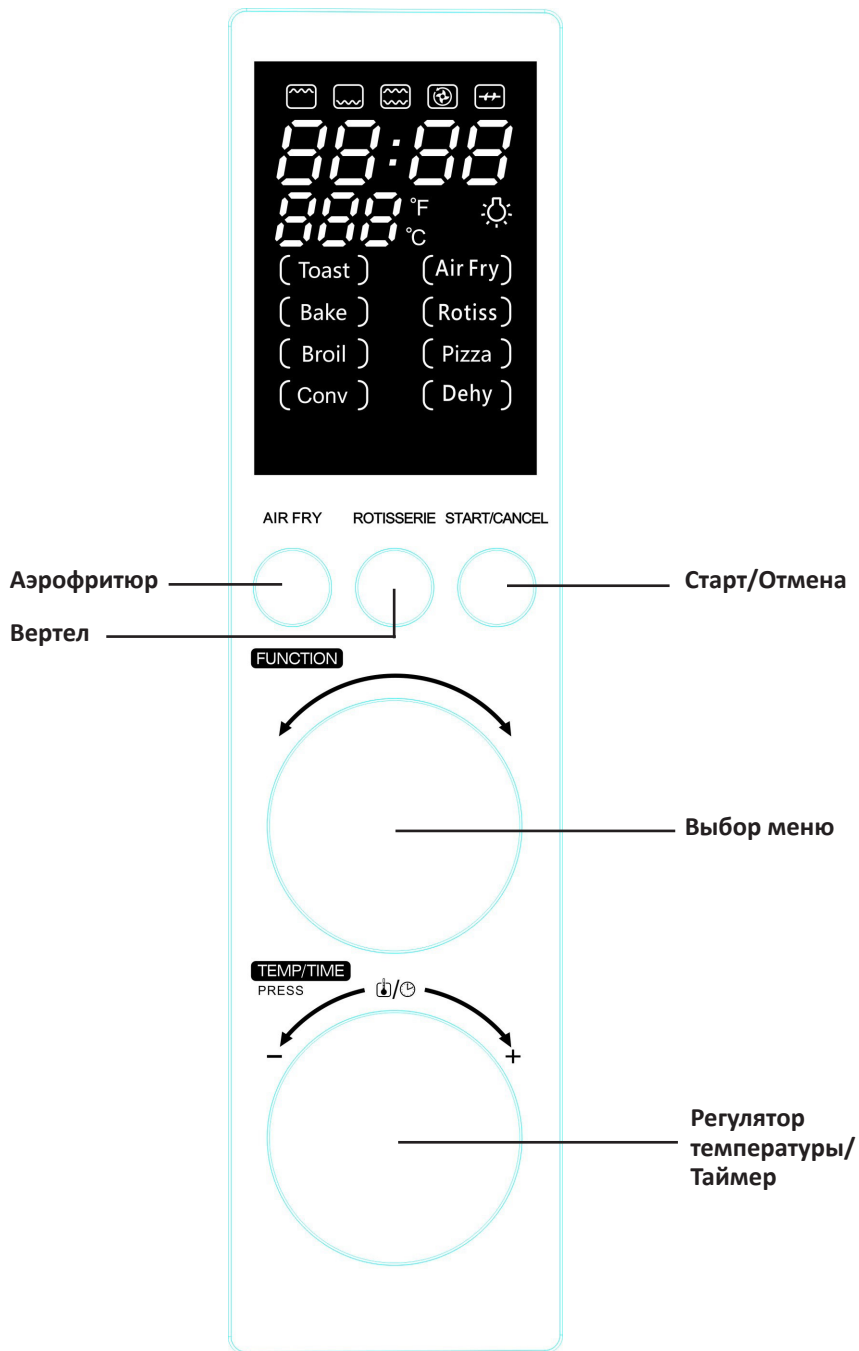 88:88
888 °F
°C
( Toast ) (Air Fry)
( Bake ) (Rotiss)
( Broil ) ( Pizza )
( Conv ) ( Dehy )
AIR FRY ROTISSERIE START/CANCEL
Аэрофритюр
Старт/Отмена
Вертел
FUNCTION
Выбор меню
TEMP/TIME
PRESS
/
− +
Регулятор
температуры/
Таймер